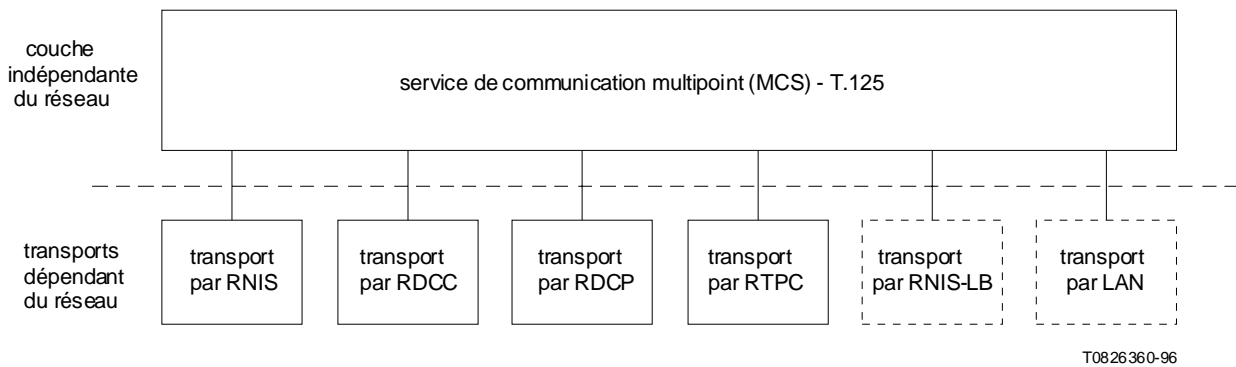 couche
indépendante
du réseau
service de communication multipoint (MCS) - T.125
transports
dépendant
du réseau
transport
par RNIS
transport
par RDCC
transport
par RDCP
transport
par RTPC
transport
par RNIS-LB
transport
par LAN
T0826360-96